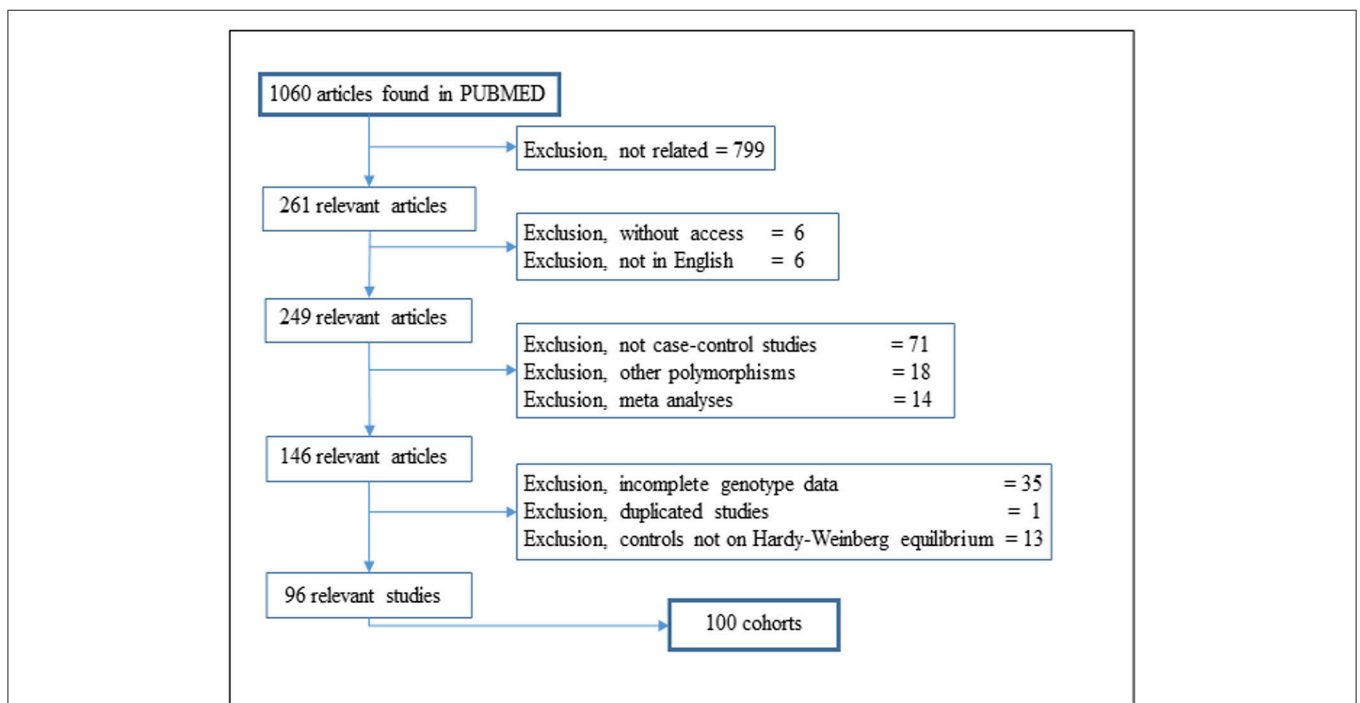 1060 articles found in PUBMED
Exclusion, not related = 799
261 relevant articles
Exclusion, without access = 6
Exclusion, not in English = 6
249 relevant articles
Exclusion, not case-control studies = 71
Exclusion, other polymorphisms = 18
Exclusion, meta analyses = 14
146 relevant articles
Exclusion, incomplete genotype data = 35
Exclusion, duplicated studies = 1
Exclusion, controls not on Hardy-Weinberg equilibrium = 13
96 relevant studies
100 cohorts